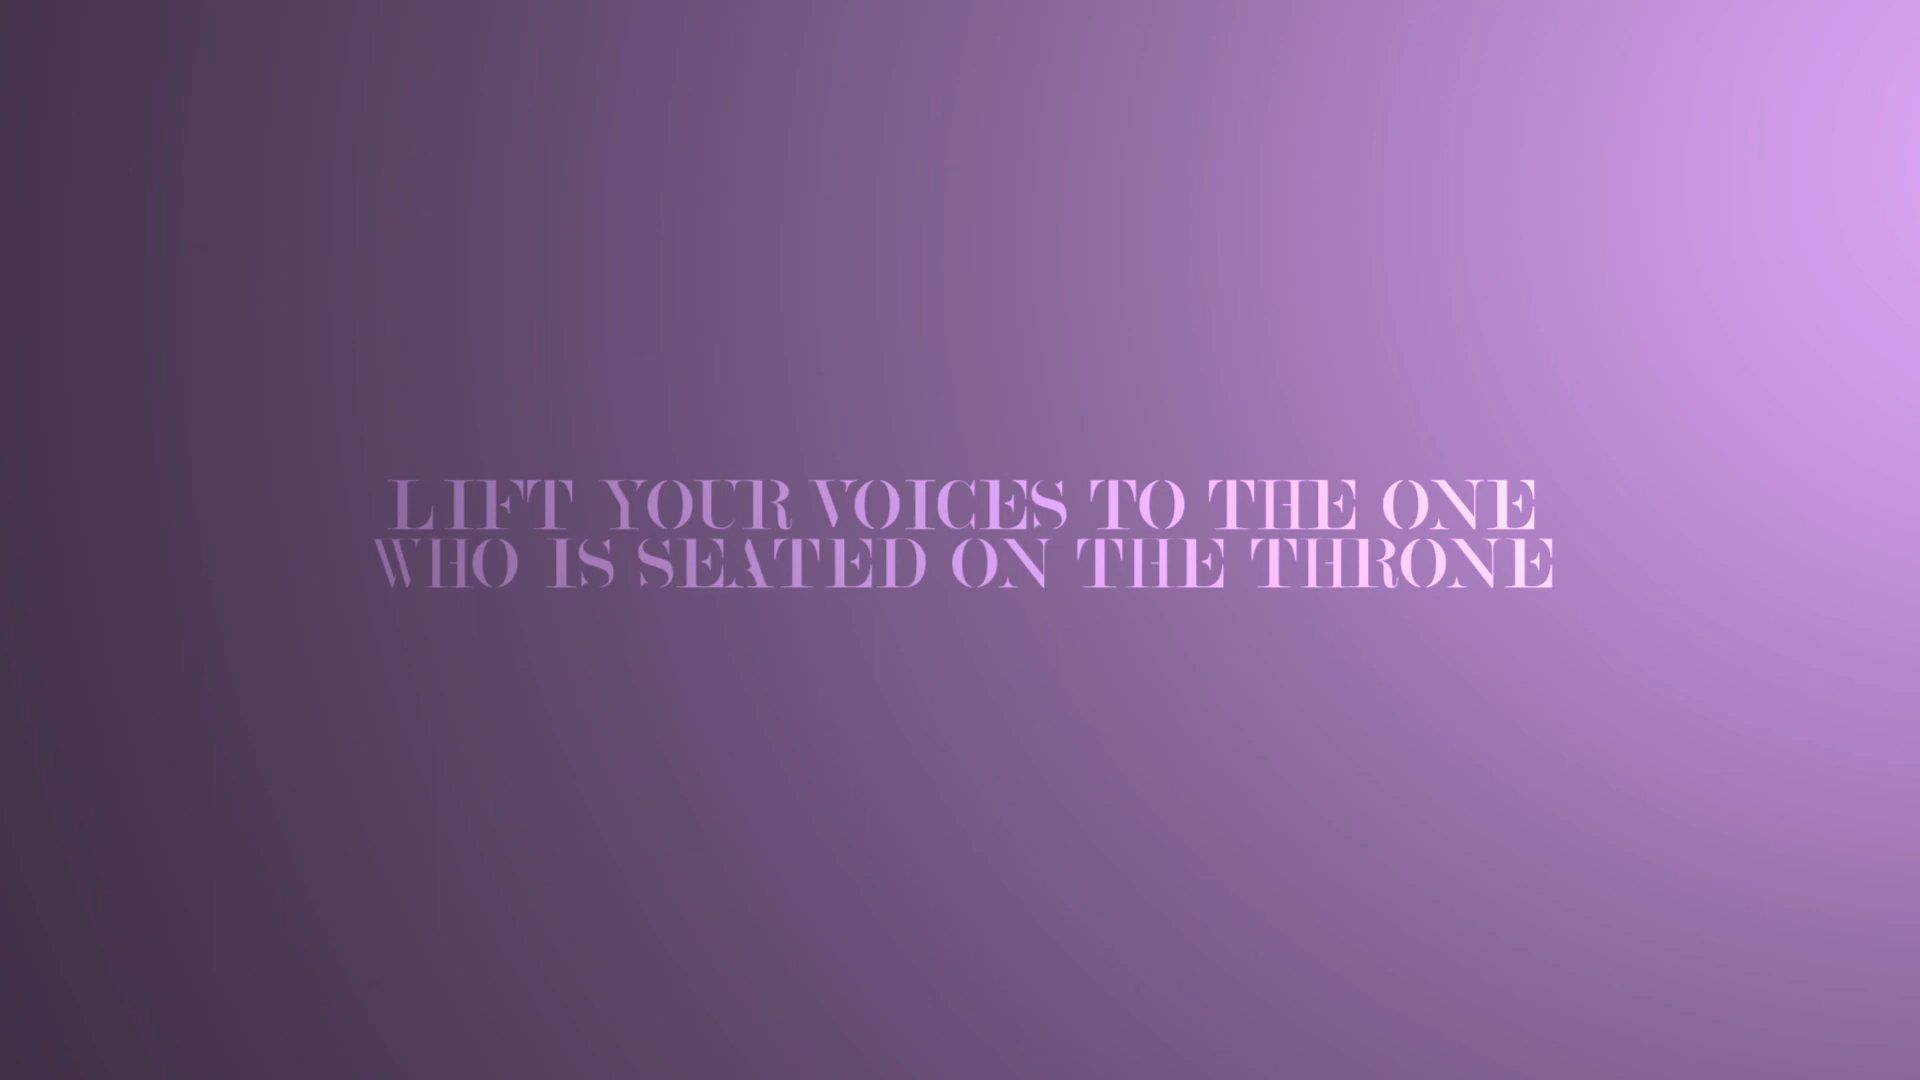 LIFT YOUR VOICES TO THE ONE
WHO IS SEATED ON THE THRONE